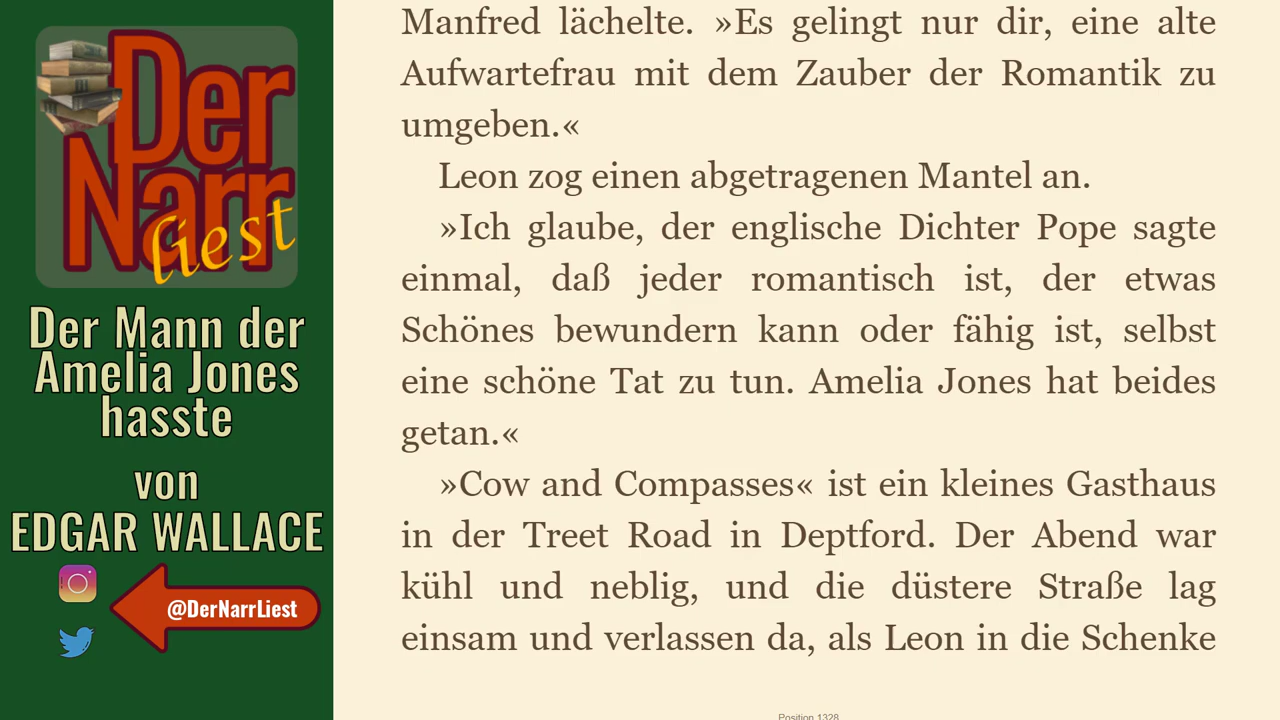 Der
Narr
liest
Der Mann der
Amelia Jones
hasste
von
EDGAR WALLACE
@DerNarrLiest
Manfred lächelte. »Es gelingt nur dir, eine alte
Aufwartefrau mit dem Zauber der Romantik zu
umgeben.«
Leon zog einen abgetragenen Mantel an.
»Ich glaube, der englische Dichter Pope sagte
einmal, daß jeder romantisch ist, der etwas
Schönes bewundern kann oder fähig ist, selbst
eine schöne Tat zu tun. Amelia Jones hat beides
getan.«
»Cow and Compasses« ist ein kleines Gasthaus
in der Treet Road in Deptford. Der Abend war
kühl und neblig, und die düstere Straße lag
einsam und verlassen da, als Leon in die Schenke
Position 1328